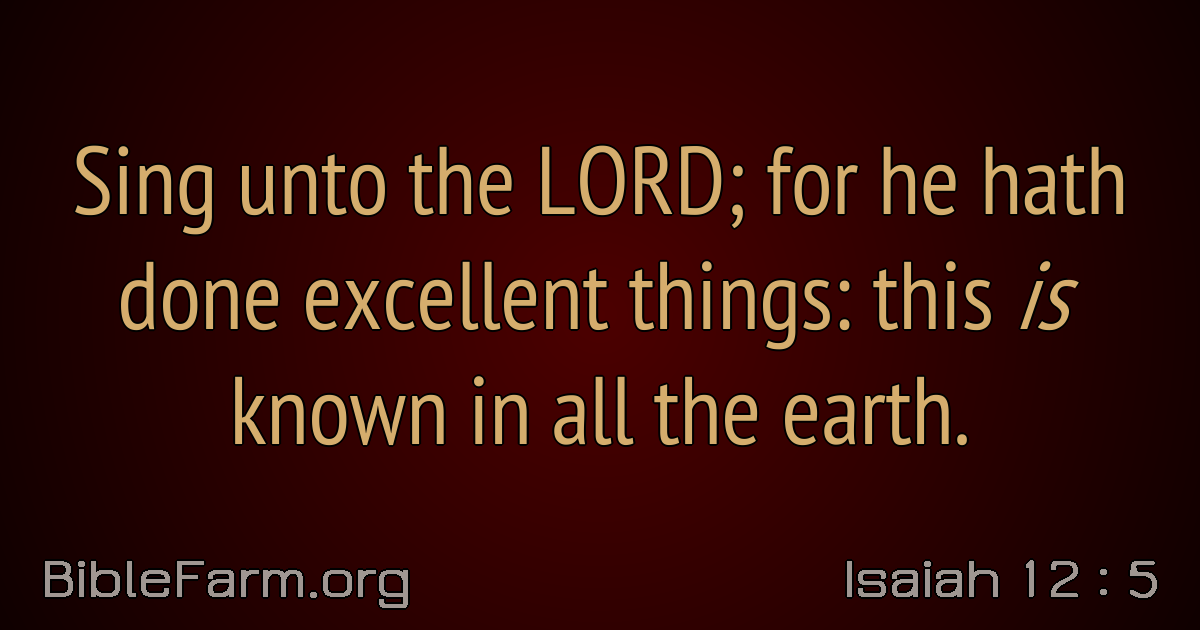 Sing unto the LORD; for he hath
done excellent things: this is
known in all the earth.
BibleFarm.org
Isaiah 12 : 5